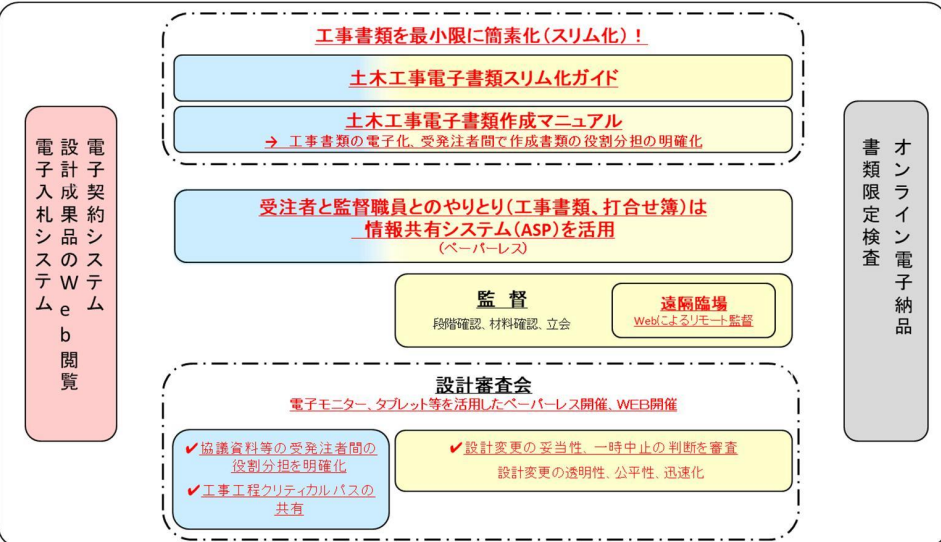 電子契約システム
設計成果品のWeb閲覧
電子入札システム
工事書類を最小限に簡素化(スリム化)!
土木工事電子書類スリム化ガイド
土木工事電子書類作成マニュアル
→ 工事書類の電子化、受発注者間で作成書類の役割分担の明確化
受注者と監督職員とのやりとり(工事書類、打合せ簿)は
情報共有システム(ASP)を活用
(ペーパーレス)
監 督
段階確認、材料確認、立会
遠隔臨場
Webによるリモート監督
設計審査会
電子モニター、タブレット等を活用したペーパーレス開催、WEB開催
✔協議資料等の受発注者間の
役割分担を明確化
✔工事工程クリティカルパスの
共有
✔設計変更の妥当性、一時中止の判断を審査
設計変更の透明性、公平性、迅速化
オンライン電子納品
書類限定検査